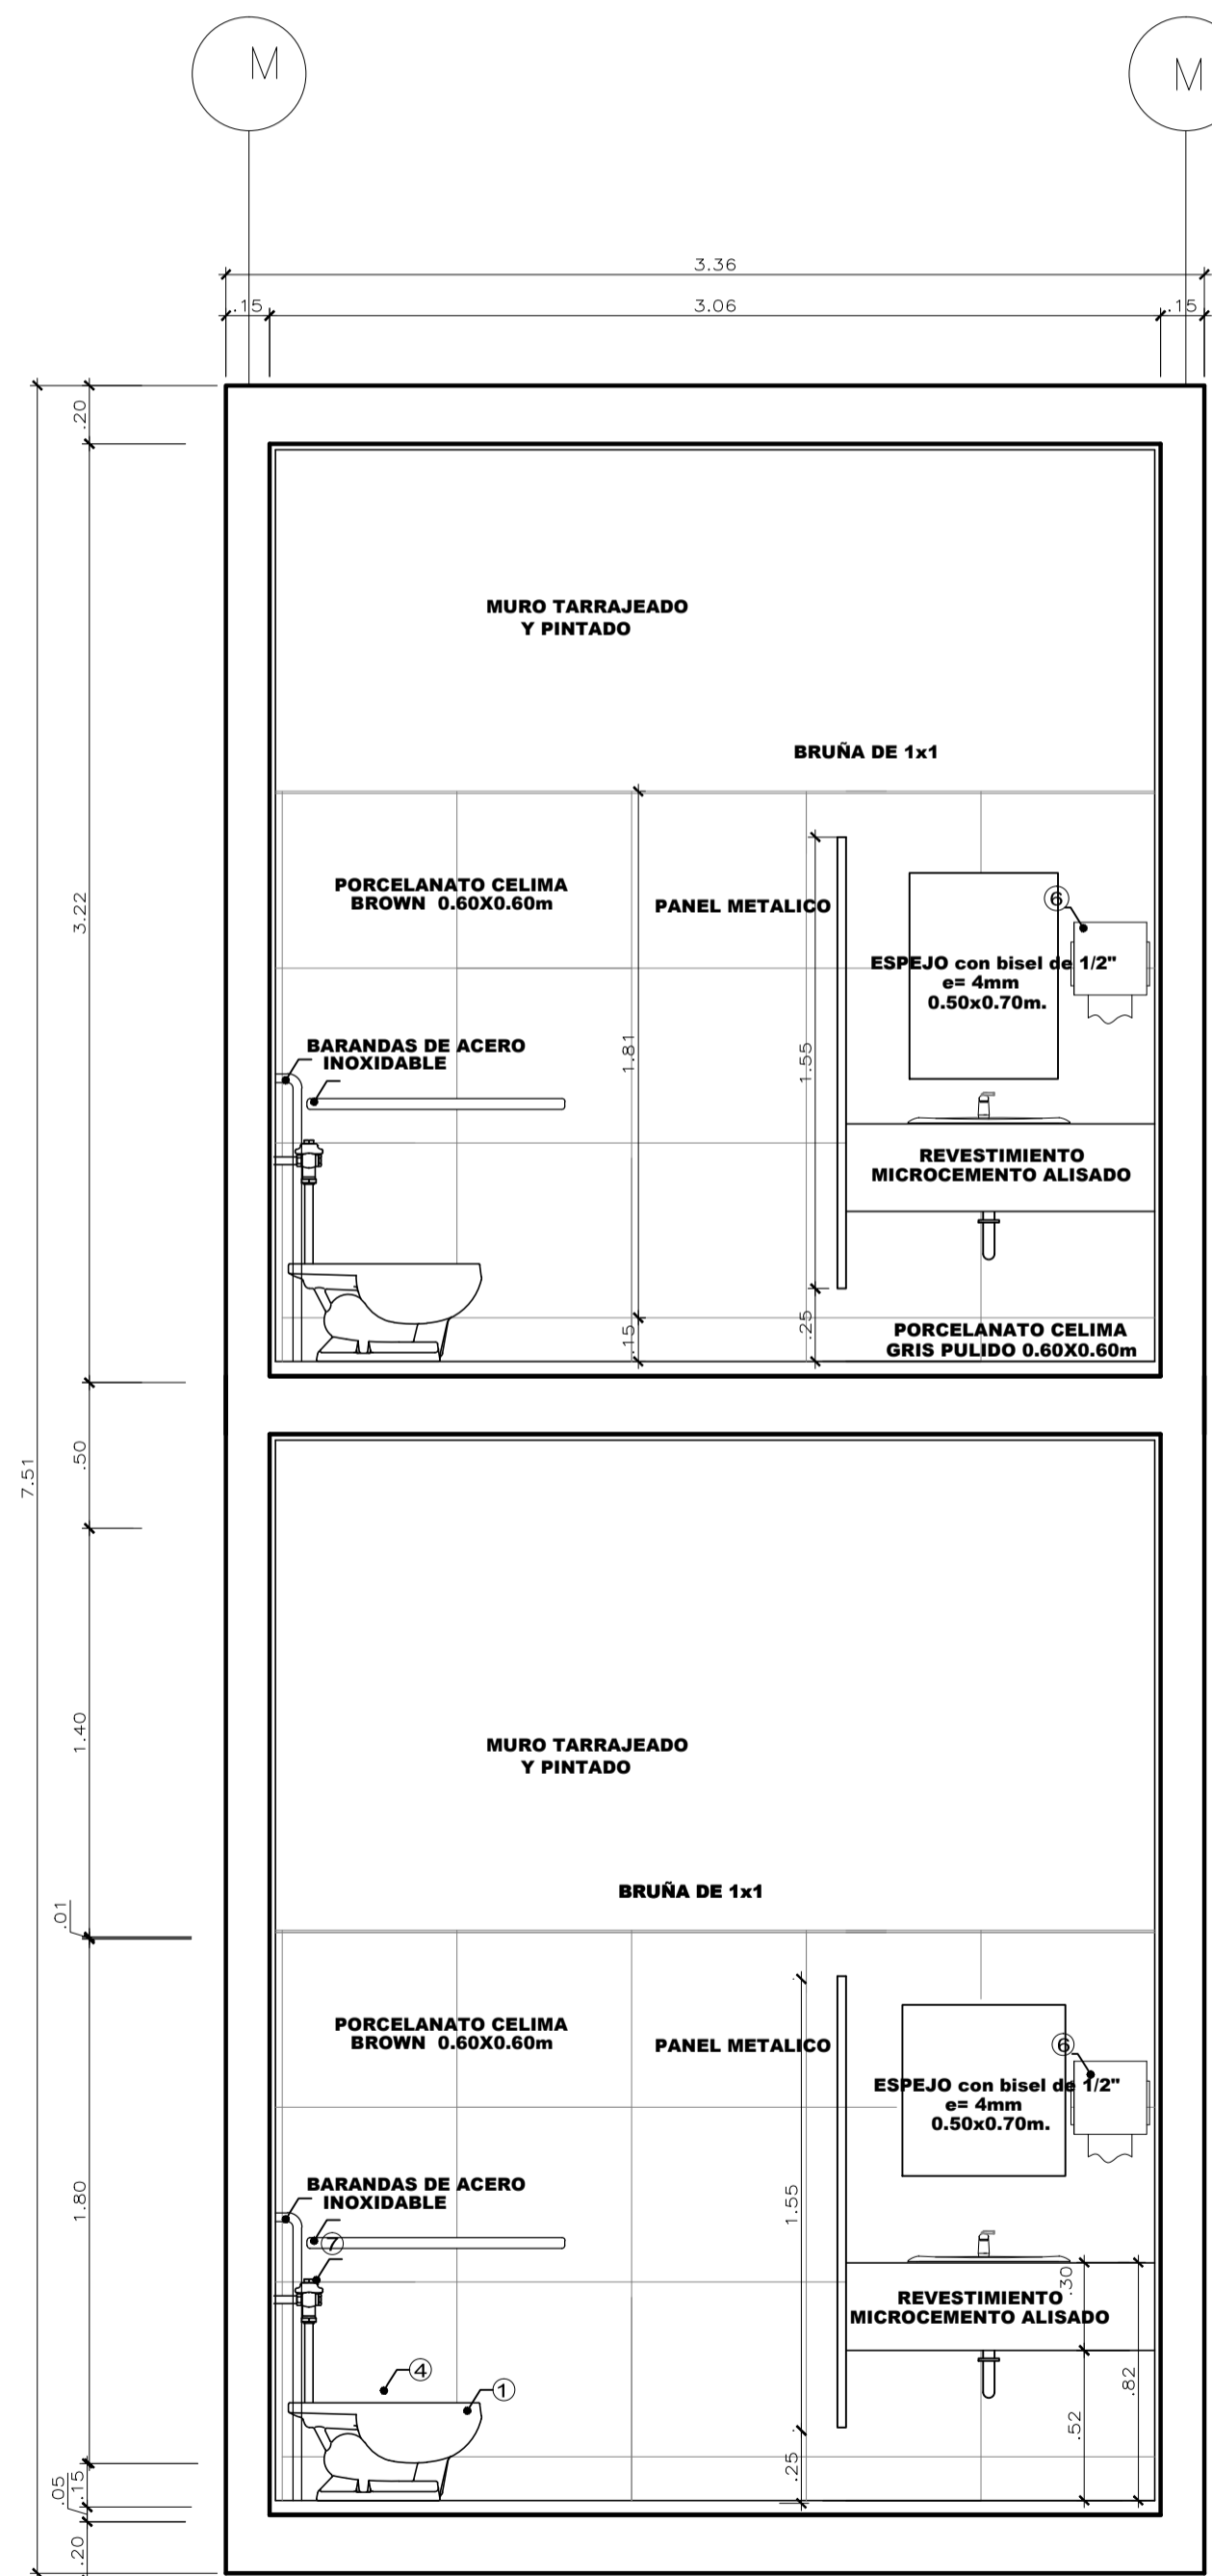 M
M
3.36
.15
3.06
.15
.20
MURO TARRAJEADO
Y PINTADO
BRUÑA DE 1x1
3.22
PORCELANATO CELIMA
BROWN 0.60X0.60m
PANEL METALICO
6
ESPEJO con bisel de 1/2"
e= 4mm
0.50x0.70m.
BARANDAS DE ACERO
INOXIDABLE
1.81
1.55
REVESTIMIENTO
MICROCEMENTO ALISADO
.15
.25
PORCELANATO CELIMA
GRIS PULIDO 0.60X0.60m
7.51
.50
1.40
MURO TARRAJEADO
Y PINTADO
BRUÑA DE 1x1
.01
PORCELANATO CELIMA
BROWN 0.60X0.60m
PANEL METALICO
6
ESPEJO con bisel de 1/2"
e= 4mm
0.50x0.70m.
1.80
BARANDAS DE ACERO
INOXIDABLE
7
1.55
.30
REVESTIMIENTO
MICROCEMENTO ALISADO
4
1
.82
.52
.25
.15
.05
.20